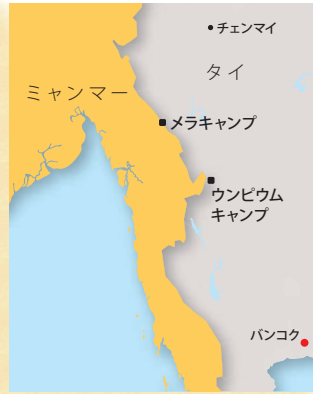 チェンマイ
タイ
ミャンマー
メラキャンプ
ウンピウム
キャンプ
バンコク